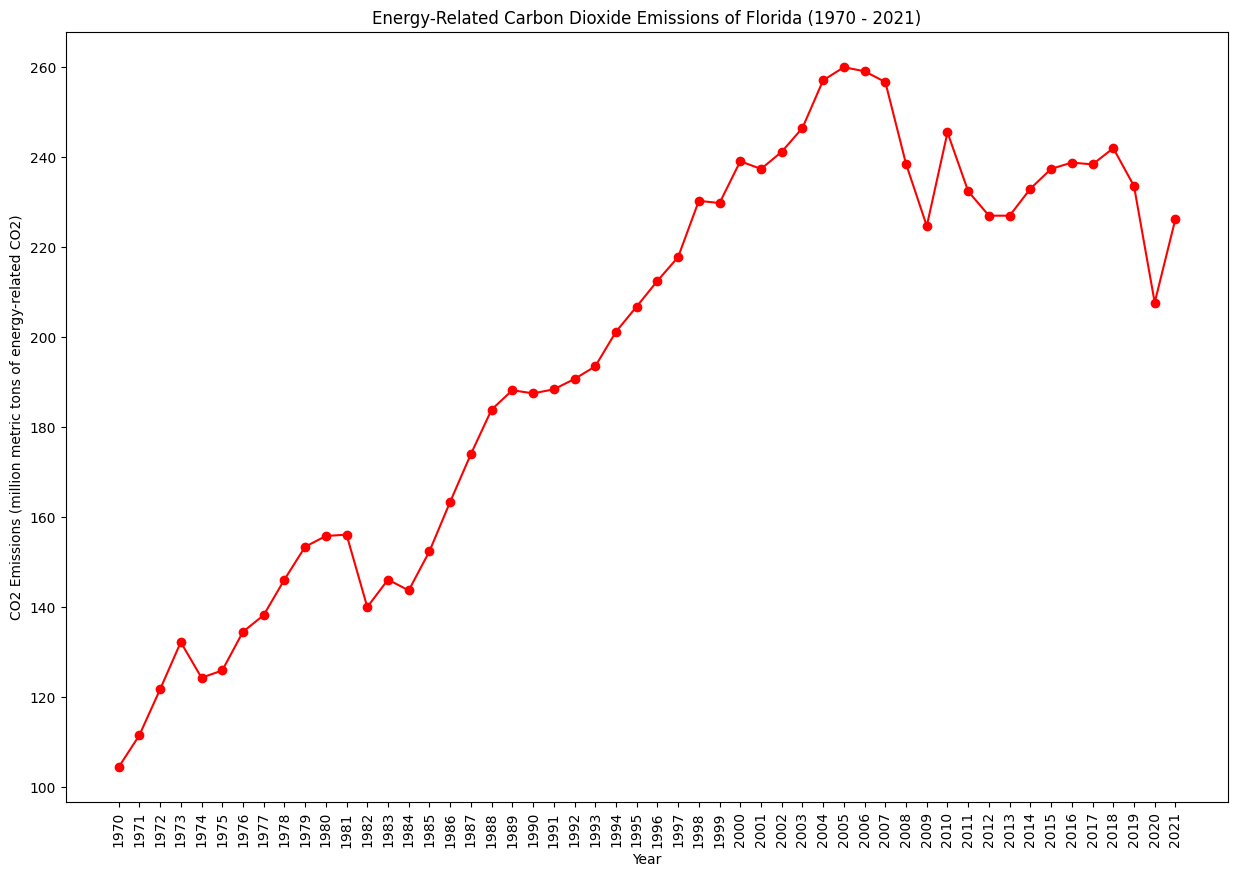 Energy-Related Carbon Dioxide Emissions of Florida (1970 - 2021)
CO2 Emissions (million metric tons of energy-related CO2)
260
240
220
200
180
160
140
120
100
1970 1971 1972 1973 1974 1975 1976 1977 1978 1979 1980 1981 1982 1983 1984 1985 1986 1987 1988 1989 1990 1991 1992 1993 1994 1995 1996 1997 1998 1999 2000 2001 2002 2003 2004 2005 2006 2007 2008 2009 2010 2011 2012 2013 2014 2015 2016 2017 2018 2019 2020 2021
Year